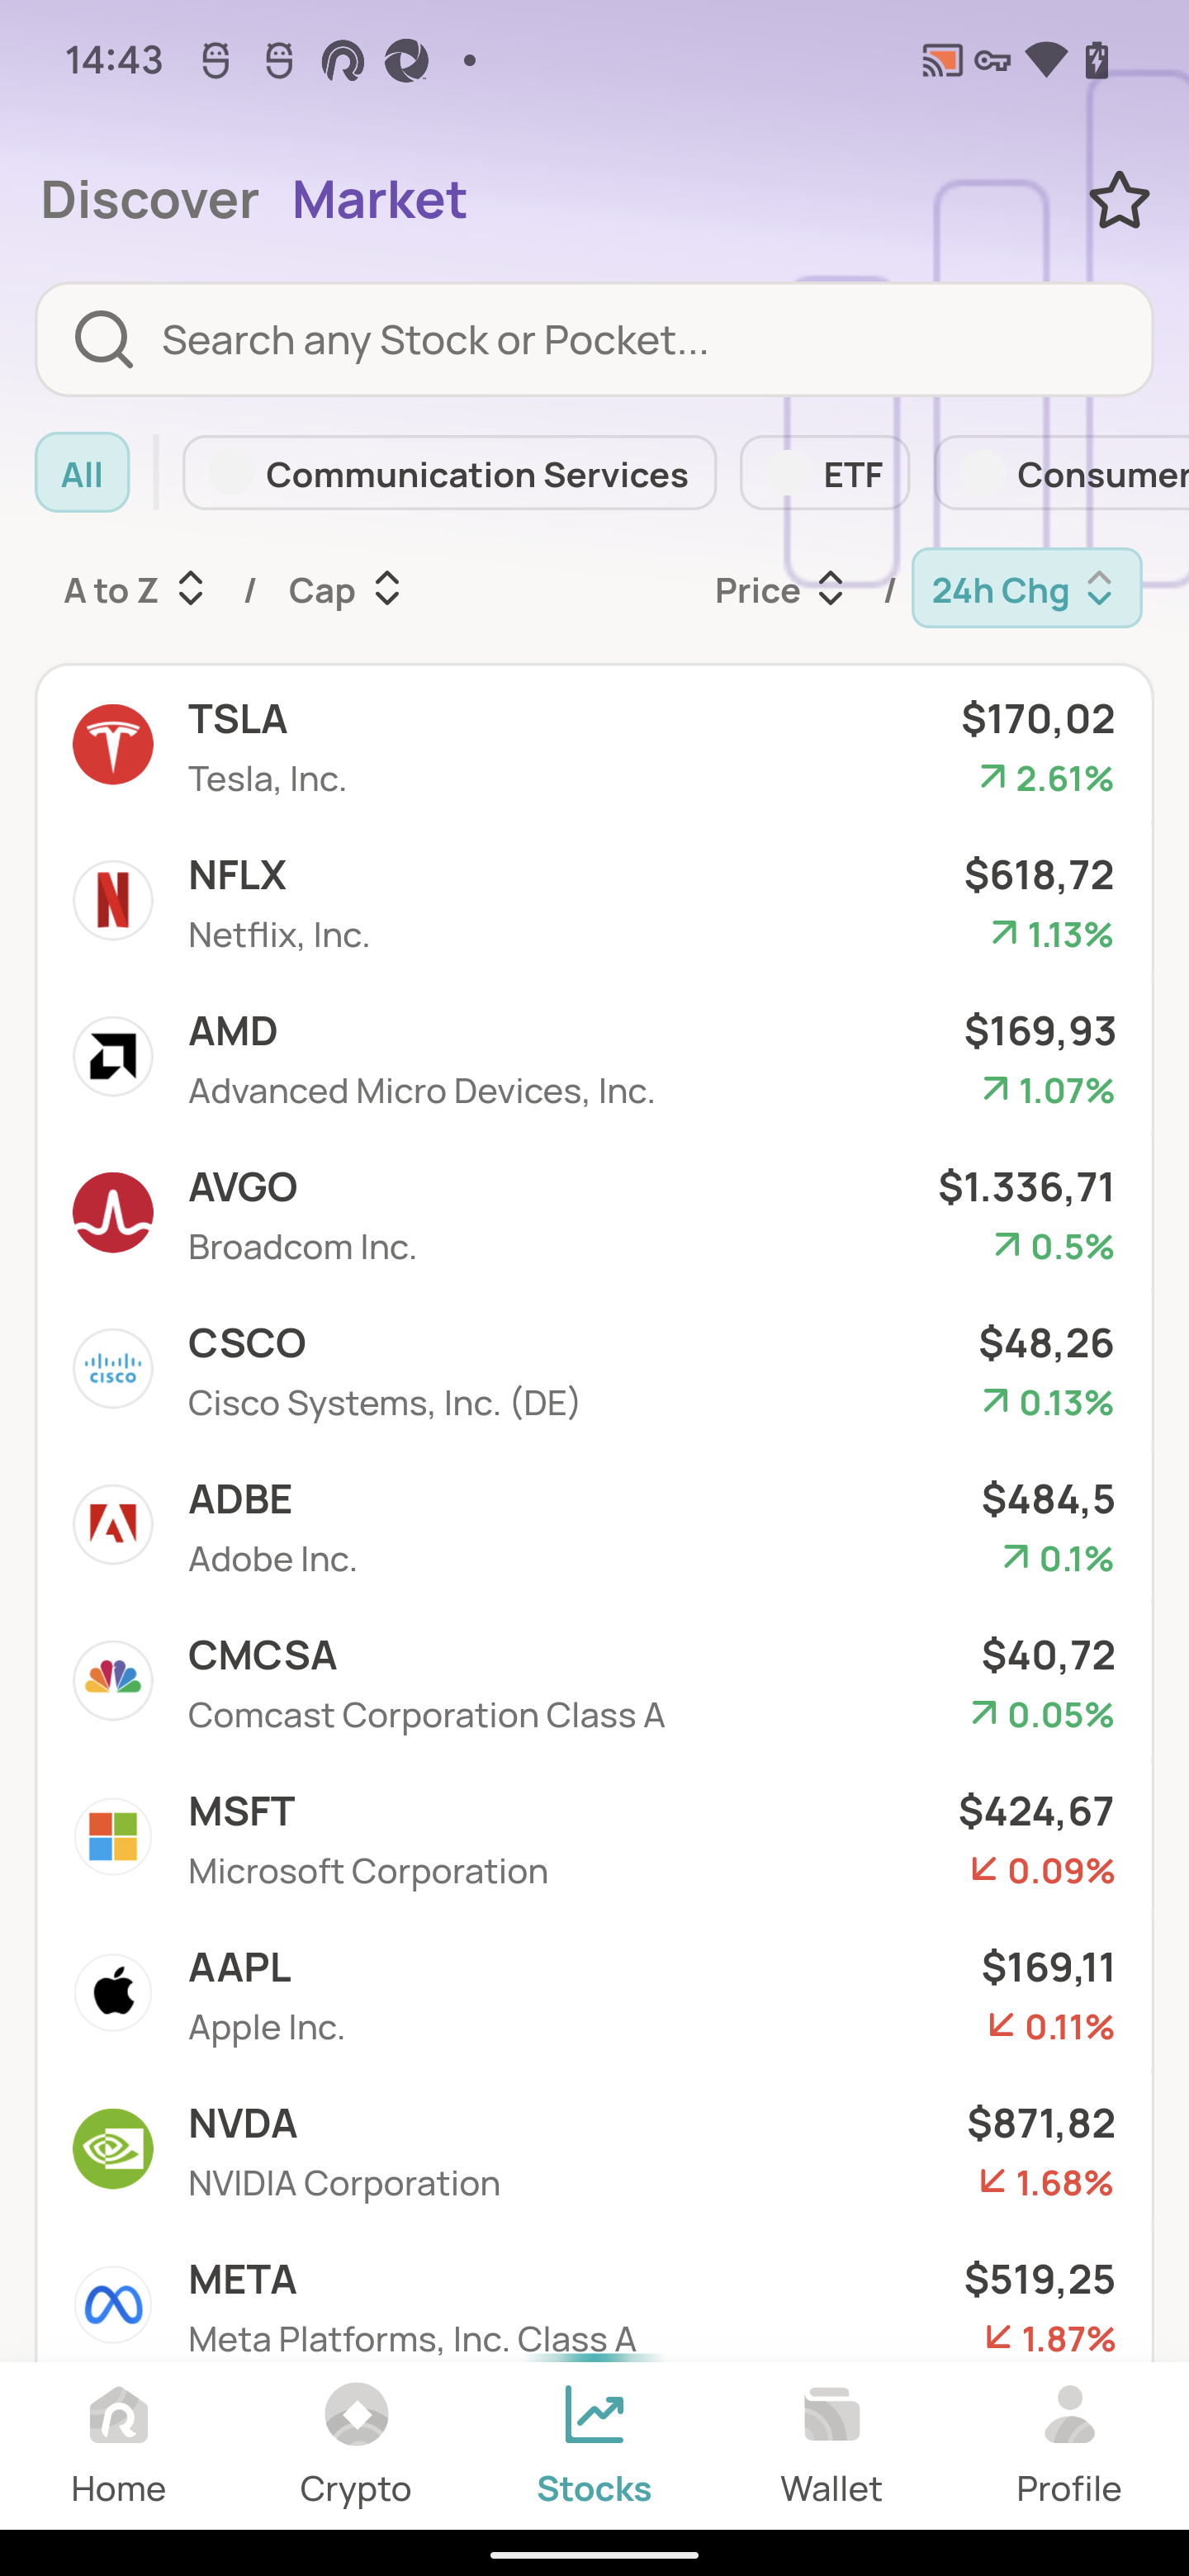 14:43
Discover Market
Search any Stock or Pocket...
All Communication Services ETF Consumer
A to Z / Cap Price / 24h Chg
TSLA $170,02
Tesla, Inc. 2.61%
NFLX $618,72
Netflix, Inc. 1.13%
AMD $169,93
Advanced Micro Devices, Inc. 1.07%
AVGO $1.336,71
Broadcom Inc. 0.5%
CISCO
CSCO $48,26
Cisco Systems, Inc. (DE) 0.13%
ADBE $484,5
Adobe Inc. 0.1%
CMCSA $40,72
Comcast Corporation Class A 0.05%
MSFT $424,67
Microsoft Corporation 0.09%
AAPL $169,11
Apple Inc. 0.11%
NVDA $871,82
NVIDIA Corporation 1.68%
META $519,25
Meta Platforms, Inc. Class A 1.87%
Home Crypto Stocks Wallet Profile